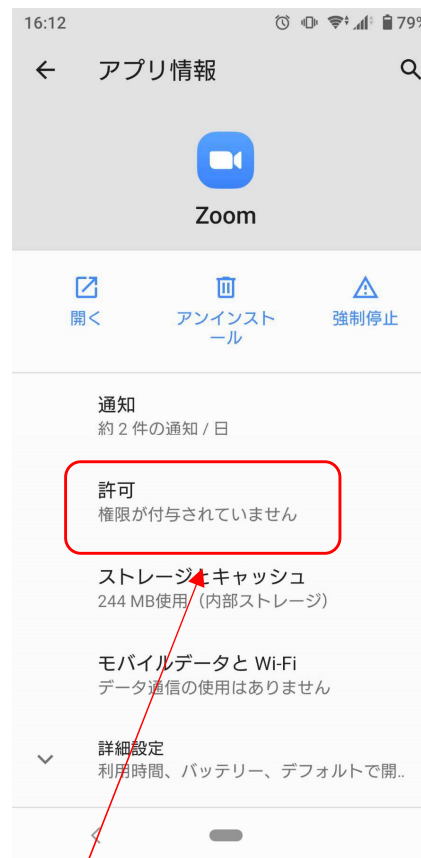 16:12
79%
アプリ情報
Zoom
開く
アンインスト
ール
強制停止
通知
約 2 件の通知 / 日
許可
権限が付与されていません
ストレージとキャッシュ
244 MB使用（内部ストレージ）
モバイルデータと Wi-Fi
データ通信の使用はありません
詳細設定
利用時間、バッテリー、デフォルトで開..